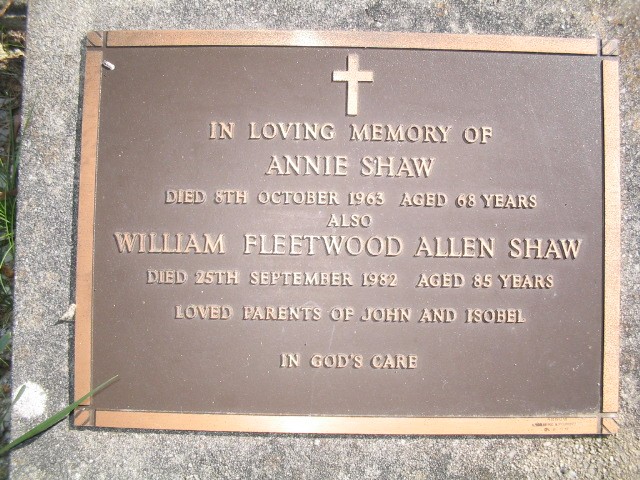 IN LOVING MEMORY OF
ANNIE SHAW
DIED 8TH OCTOBER 1963 AGED 68 YEARS
ALSO
WILLIAM FLEETWOOD ALLEN SHAW
DIED 25TH SEPTEMBER 1982 AGED 85 YEARS
LOVED PARENTS OF JOHN AND ISOBEL
IN GOD'S CARE